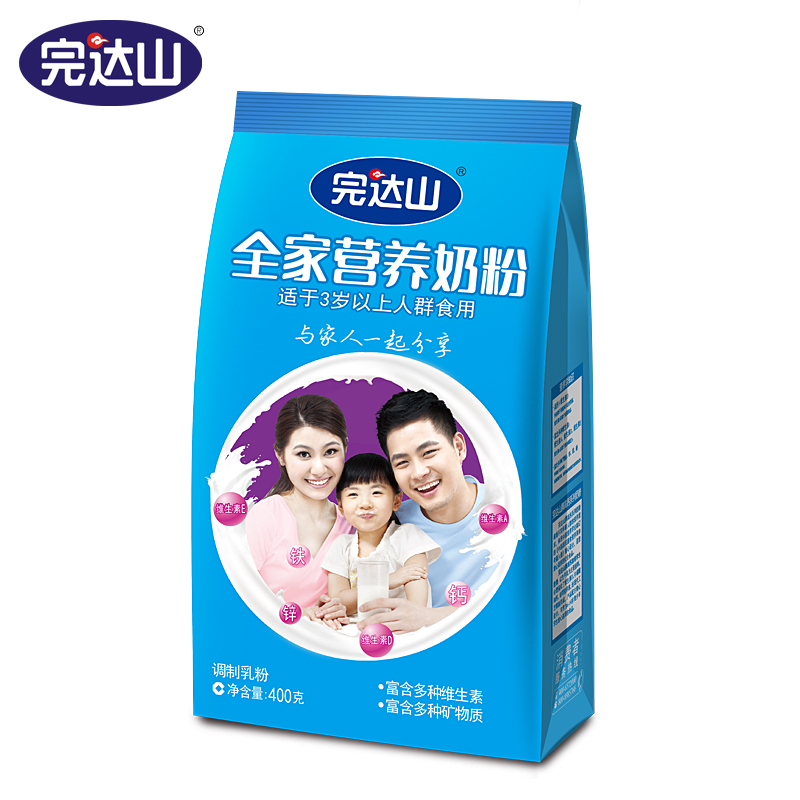 完达山®
完达山®
全家营养奶粉
适于3岁以上人群食用
与家人一起分享
维生素E
维生素A
铁
钙
锌
维生素D
调制乳粉
净含量:400克
·富含多种维生素
·富含多种矿物质
消费者